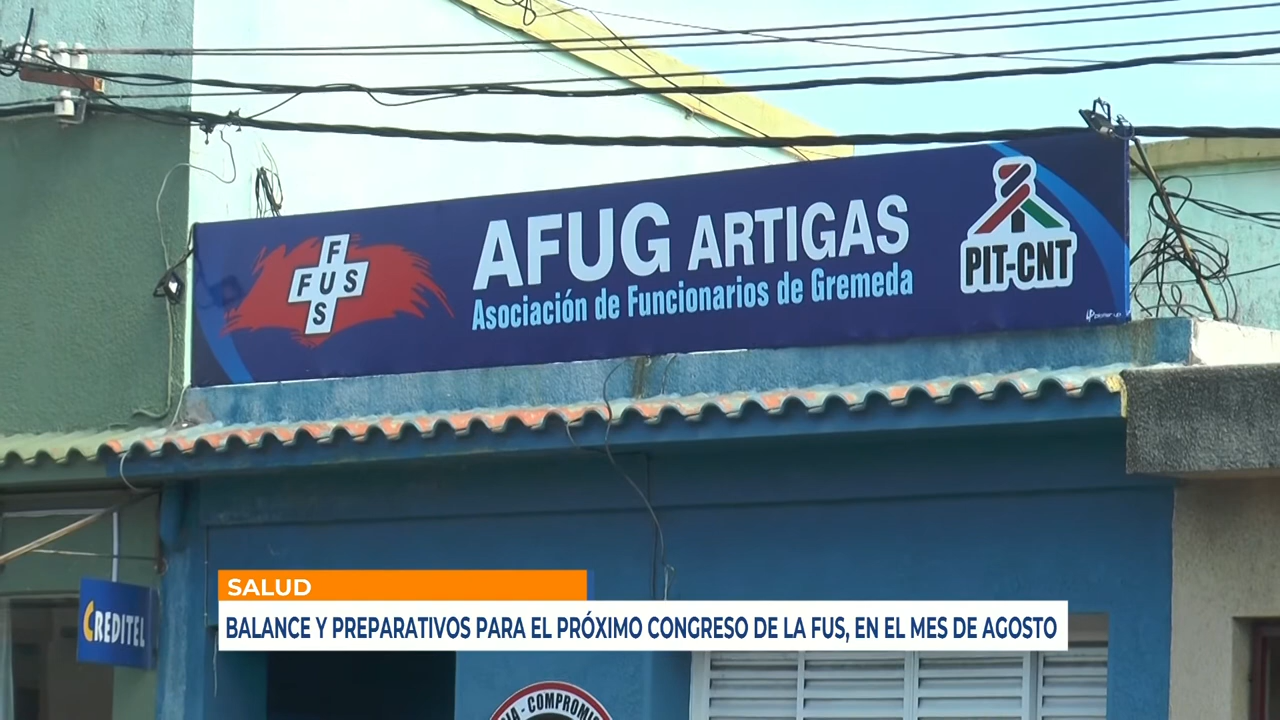 AFUG ARTIGAS
Asociación de Funcionarios de Gremeda
FUS
FUS
PIT-CNT
CREDITEL
SALUD
BALANCE Y PREPARATIVOS PARA EL PRÓXIMO CONGRESO DE LA FUS, EN EL MES DE AGOSTO